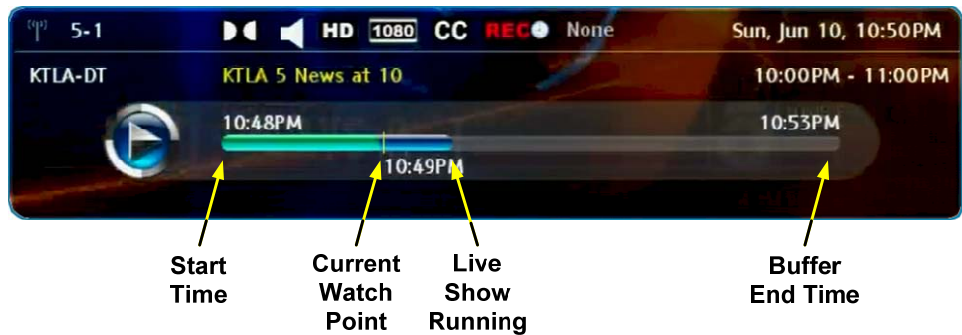 5-1 HD 1080 CC REC None Sun, Jun 10, 10:50PM
KTLA-DT KTLA 5 News at 10 10:00PM - 11:00PM
10:48PM 10:53PM
10:49PM
Start
Time
Current
Watch
Point
Live
Show
Running
Buffer
End Time